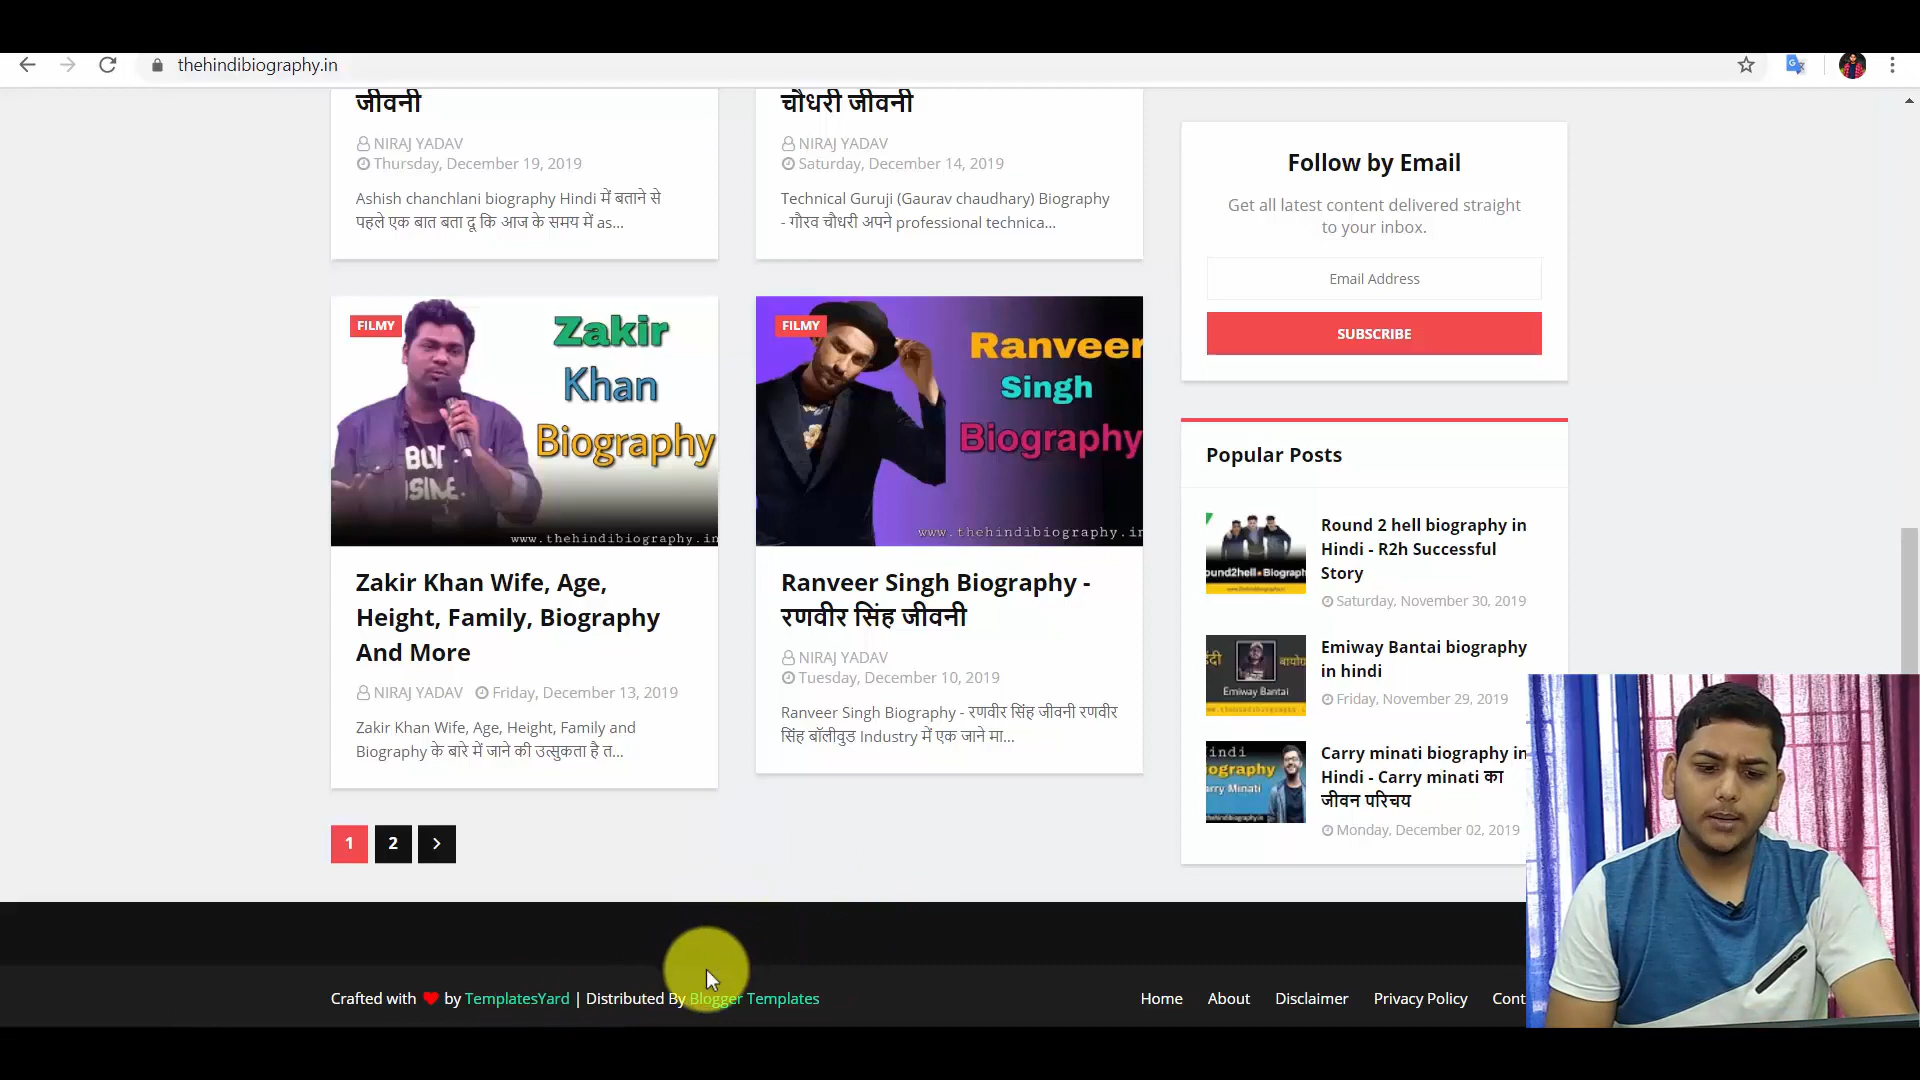 thehindibiography.in
जीवनी
NIRAJ YADAV
Thursday, December 19, 2019
Ashish chanchlani biography Hindi में बताने से
पहले एक बात बता दू कि आज के समय में as...
चौधरी जीवनी
NIRAJ YADAV
Saturday, December 14, 2019
Technical Guruji (Gaurav chaudhary) Biography
- गौरव चौधरी अपने professional technica...
FILMY
Zakir
Khan
Biography
www.thehindibiography.in
Zakir Khan Wife, Age,
Height, Family, Biography
And More
NIRAJ YADAV Friday, December 13, 2019
Zakir Khan Wife, Age, Height, Family and
Biography के बारे में जाने की उत्सुकता है त...
FILMY
Ranveer
Singh
Biography
www.thehindibiography.in
Ranveer Singh Biography -
रणवीर सिंह जीवनी
NIRAJ YADAV
Tuesday, December 10, 2019
Ranveer Singh Biography - रणवीर सिंह जीवनी रणवीर
सिंह बॉलीवुड Industry में एक जाने मा...
1 2 >
Follow by Email
Get all latest content delivered straight
to your inbox.
Email Address
SUBSCRIBE
Popular Posts
Round 2 hell biography in
Hindi - R2h Successful
Story
Saturday, November 30, 2019
Emiway Bantai
Emiway Bantai biography
in hindi
Friday, November 29, 2019
Carry minati biography in
Hindi - Carry minati का
जीवन परिचय
Monday, December 02, 2019
Crafted with ❤ by TemplatesYard | Distributed By Blogger Templates
Home About Disclaimer Privacy Policy Cont